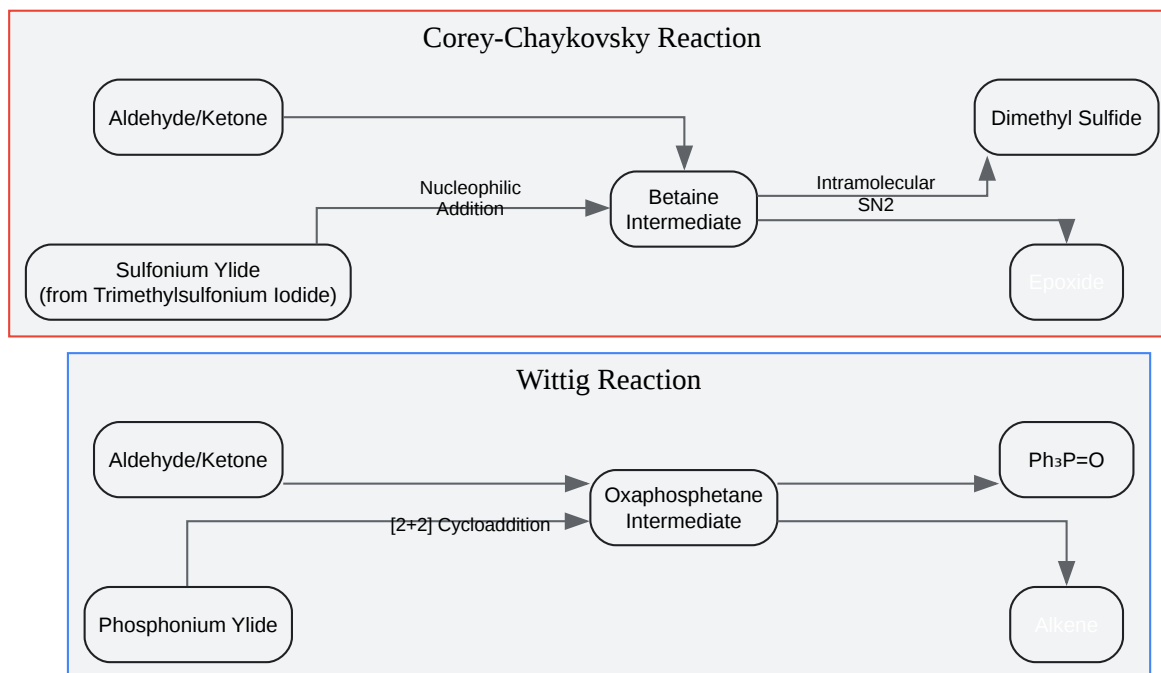 Corey-Chaykovsky Reaction
Aldehyde/Ketone
Dimethyl Sulfide
Nucleophilic
Addition
Betaine
Intermediate
Intramolecular
SN2
Sulfonium Ylide
(from Trimethylsulfonium Iodide)
Epoxide
Wittig Reaction
Aldehyde/Ketone
Ph₃P=O
Oxaphosphetane
Intermediate
[2+2] Cycloaddition
Phosphonium Ylide
Alkene